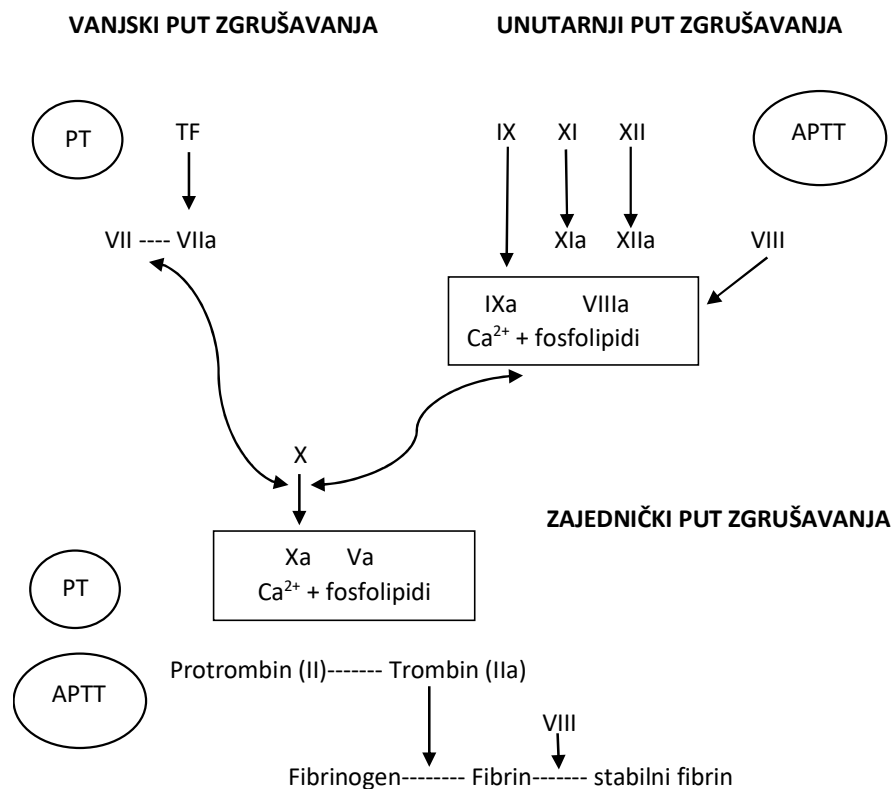 VANJSKI PUT ZGRUŠAVANJA UNUTARNJI PUT ZGRUŠAVANJA
PT TF IX XI XII APTT
VII ---- VIIa XIa XIIa VIII
IXa VIIIa
Ca²⁺ + fosfolipidi
X
ZAJEDNIČKI PUT ZGRUŠAVANJA
Xa Va
PT Ca²⁺ + fosfolipidi
Protrombin (II)------- Trombin (IIa)
APTT
VIII
Fibrinogen-------- Fibrin------- stabilni fibrin